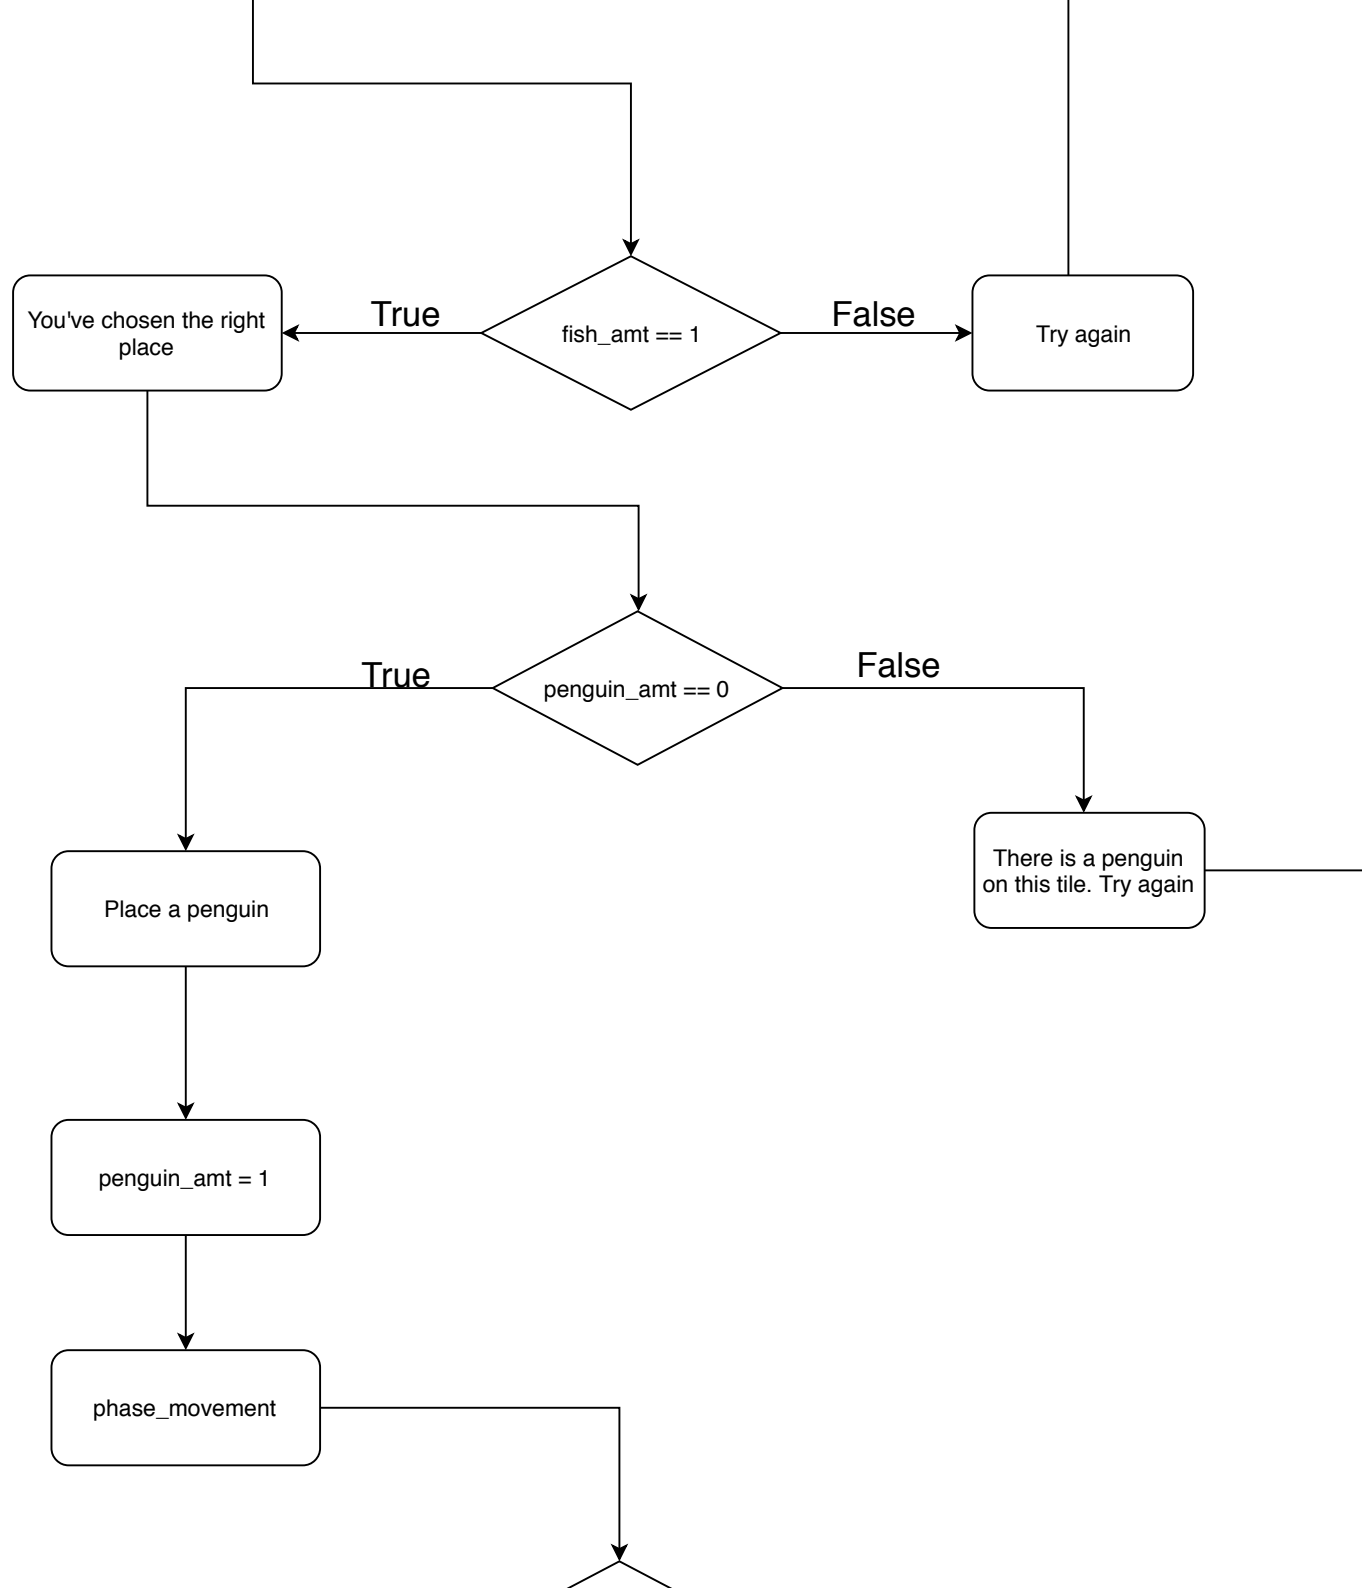 True
False
You've chosen the right
place
fish_amt == 1
Try again
True
False
penguin_amt == 0
There is a penguin
on this tile. Try again
Place a penguin
penguin_amt = 1
phase_movement